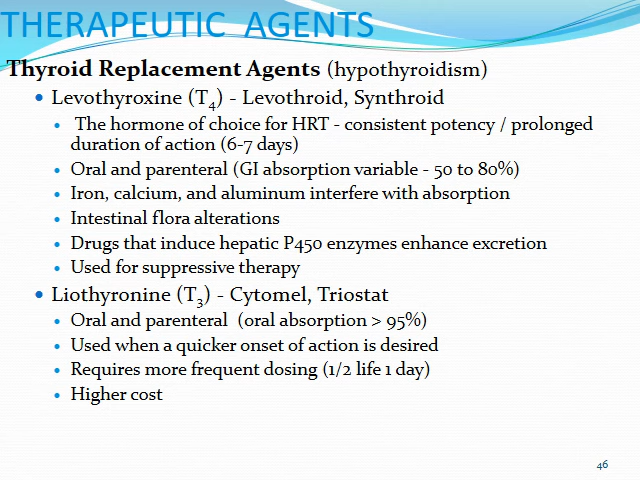 THERAPEUTIC AGENTS
Thyroid Replacement Agents (hypothyroidism)
• Levothyroxine (T4) - Levothroid, Synthroid
• The hormone of choice for HRT - consistent potency / prolonged
duration of action (6-7 days)
• Oral and parenteral (GI absorption variable - 50 to 80%)
• Iron, calcium, and aluminum interfere with absorption
• Intestinal flora alterations
• Drugs that induce hepatic P450 enzymes enhance excretion
• Used for suppressive therapy
• Liothyronine (T3) - Cytomel, Triostat
• Oral and parenteral (oral absorption > 95%)
• Used when a quicker onset of action is desired
• Requires more frequent dosing (1/2 life 1 day)
• Higher cost
46